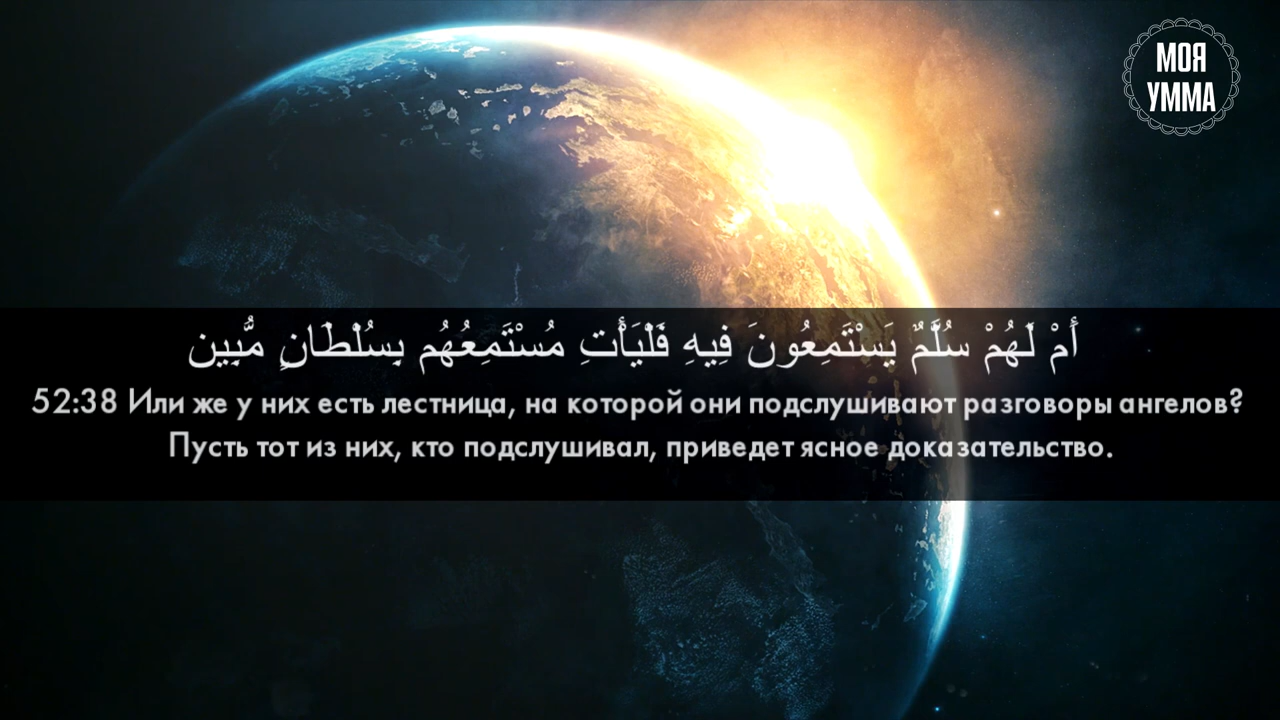 МОЯ
УММА
أَمْ لَهُمْ سُلَّمٌ يَسْتَمِعُونَ فِيهِ فَلْيَأْتِ مُسْتَمِعُهُم بِسُلْطَانٍ مُّبِينٍ
52:38 Или же у них есть лестница, на которой они подслушивают разговоры ангелов?
Пусть тот из них, кто подслушивал, приведет ясное доказательство.